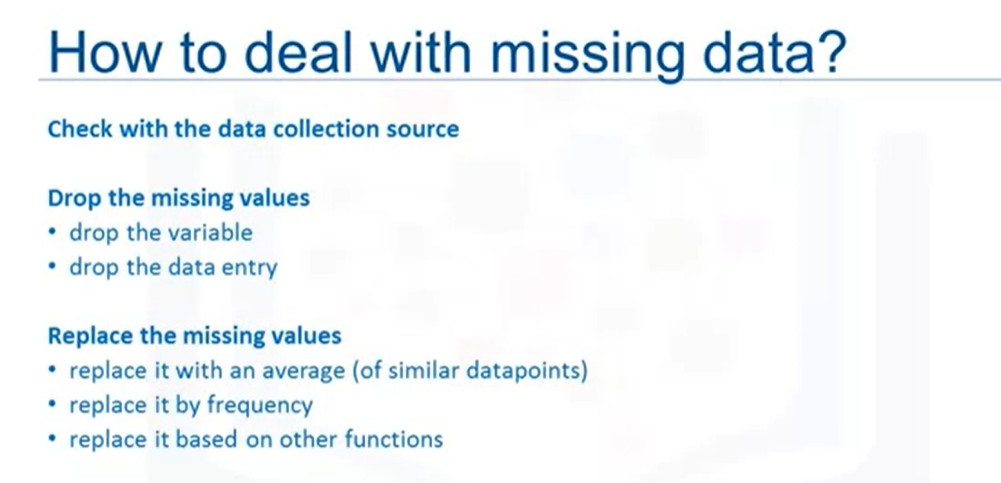 How to deal with missing data?
Check with the data collection source
Drop the missing values
• drop the variable
• drop the data entry
Replace the missing values
• replace it with an average (of similar datapoints)
• replace it by frequency
• replace it based on other functions